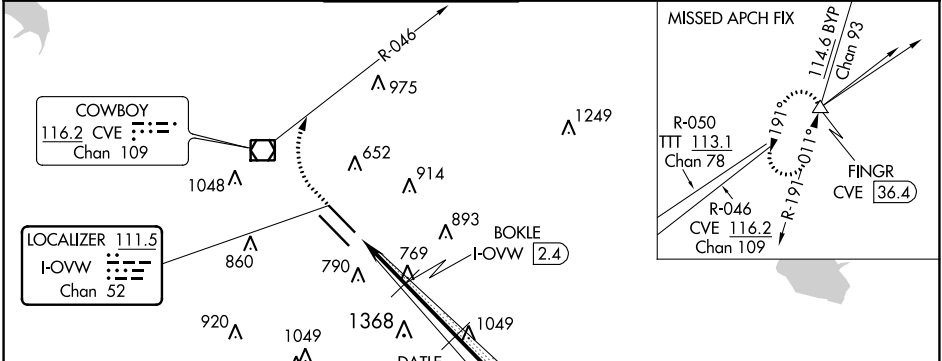 R-046
975
COWBOY
116.2 CVE
Chan 109
1249
652
1048
914
LOCALIZER 111.5
I-OVW
Chan 52
893
BOKLE
I-OVW 2.4
860
769
790
920
1368
1049
1049
DATLE
MISSED APCH FIX
114.6 BYP
Chan 93
R-050
TTT 113.1
Chan 78
191°
R-191
011°
FINGR
CVE 36.4
R-046
CVE 116.2
Chan 109